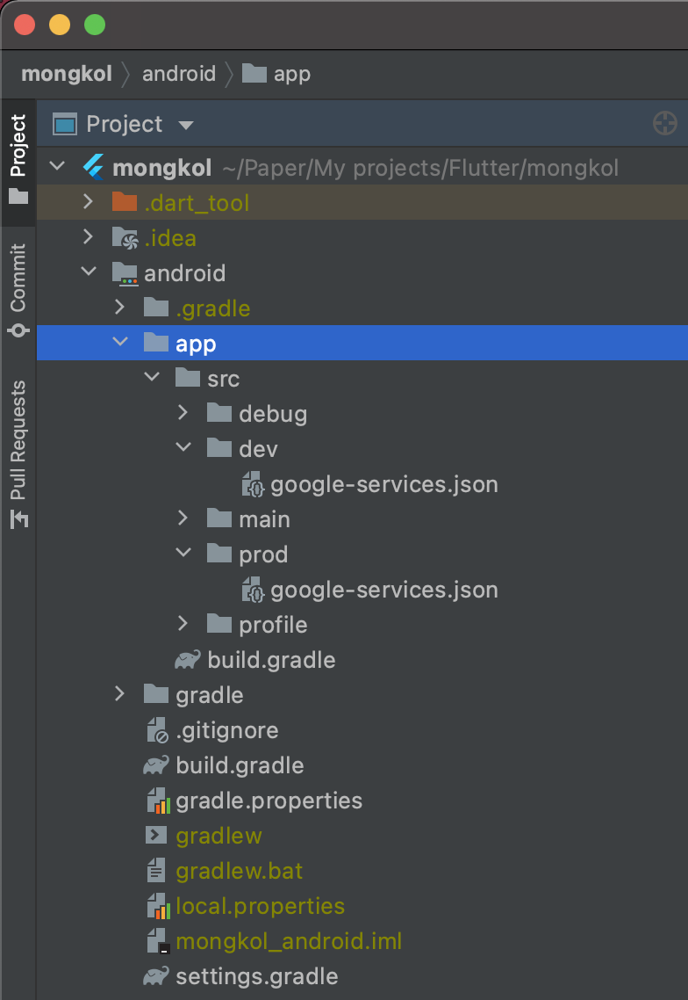 mongkol android app
Project
Project
Commit
Pull Requests
mongkol ~/Paper/My projects/Flutter/mongkol
.dart_tool
.idea
android
.gradle
app
src
debug
dev
google-services.json
main
prod
google-services.json
profile
build.gradle
gradle
.gitignore
build.gradle
gradle.properties
gradlew
gradlew.bat
local.properties
mongkol_android.iml
settings.gradle